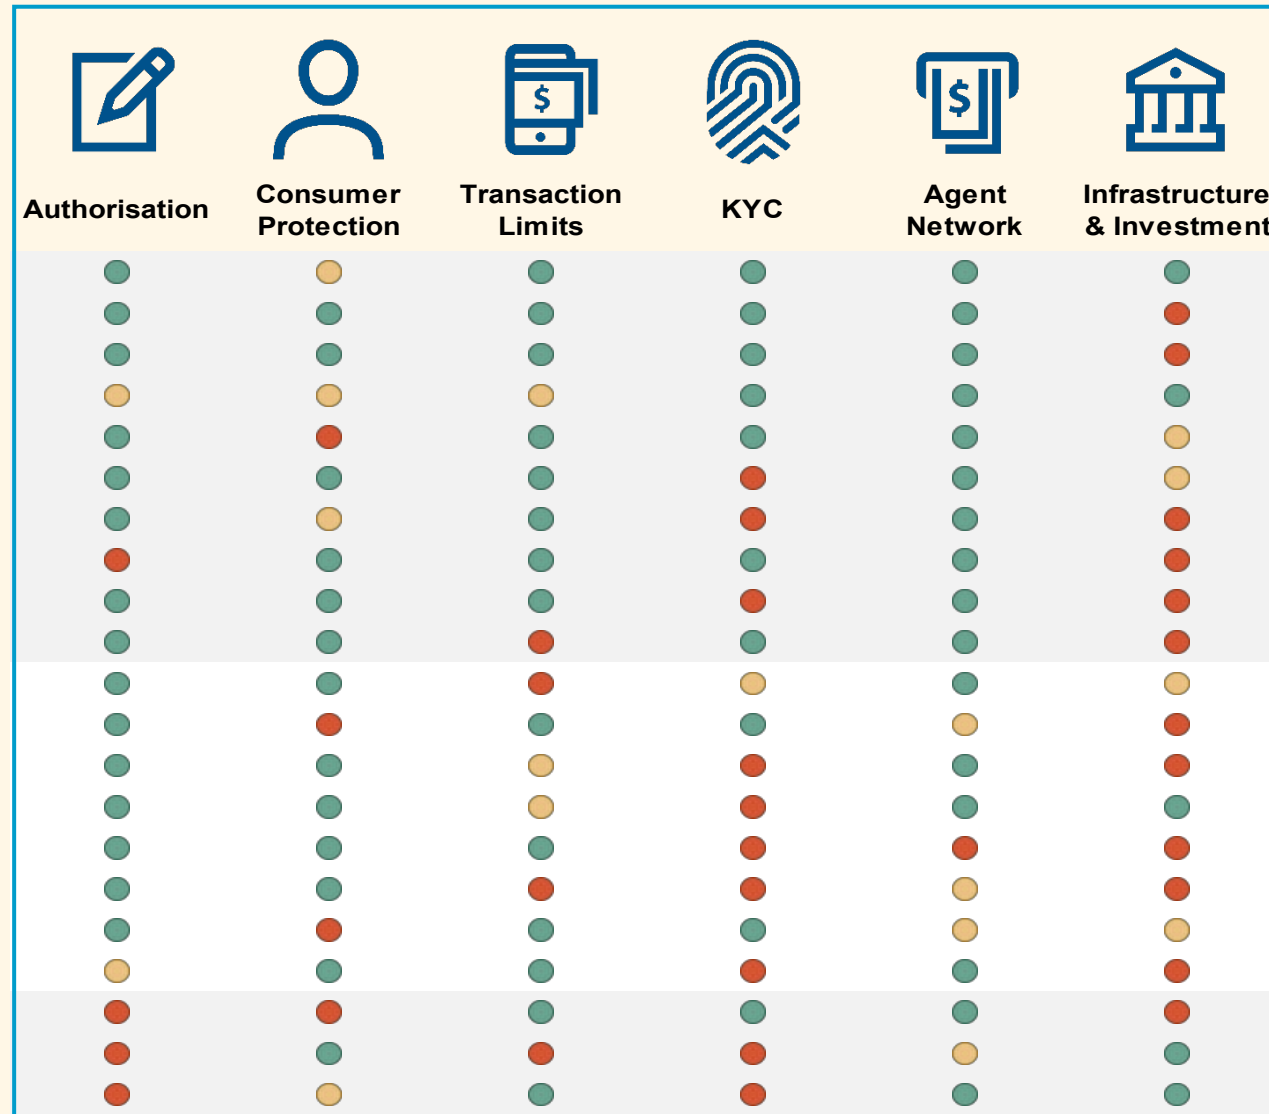 $
$
Authorisation
Consumer
Protection
Transaction
Limits
KYC
Agent
Network
Infrastructure
& Investment